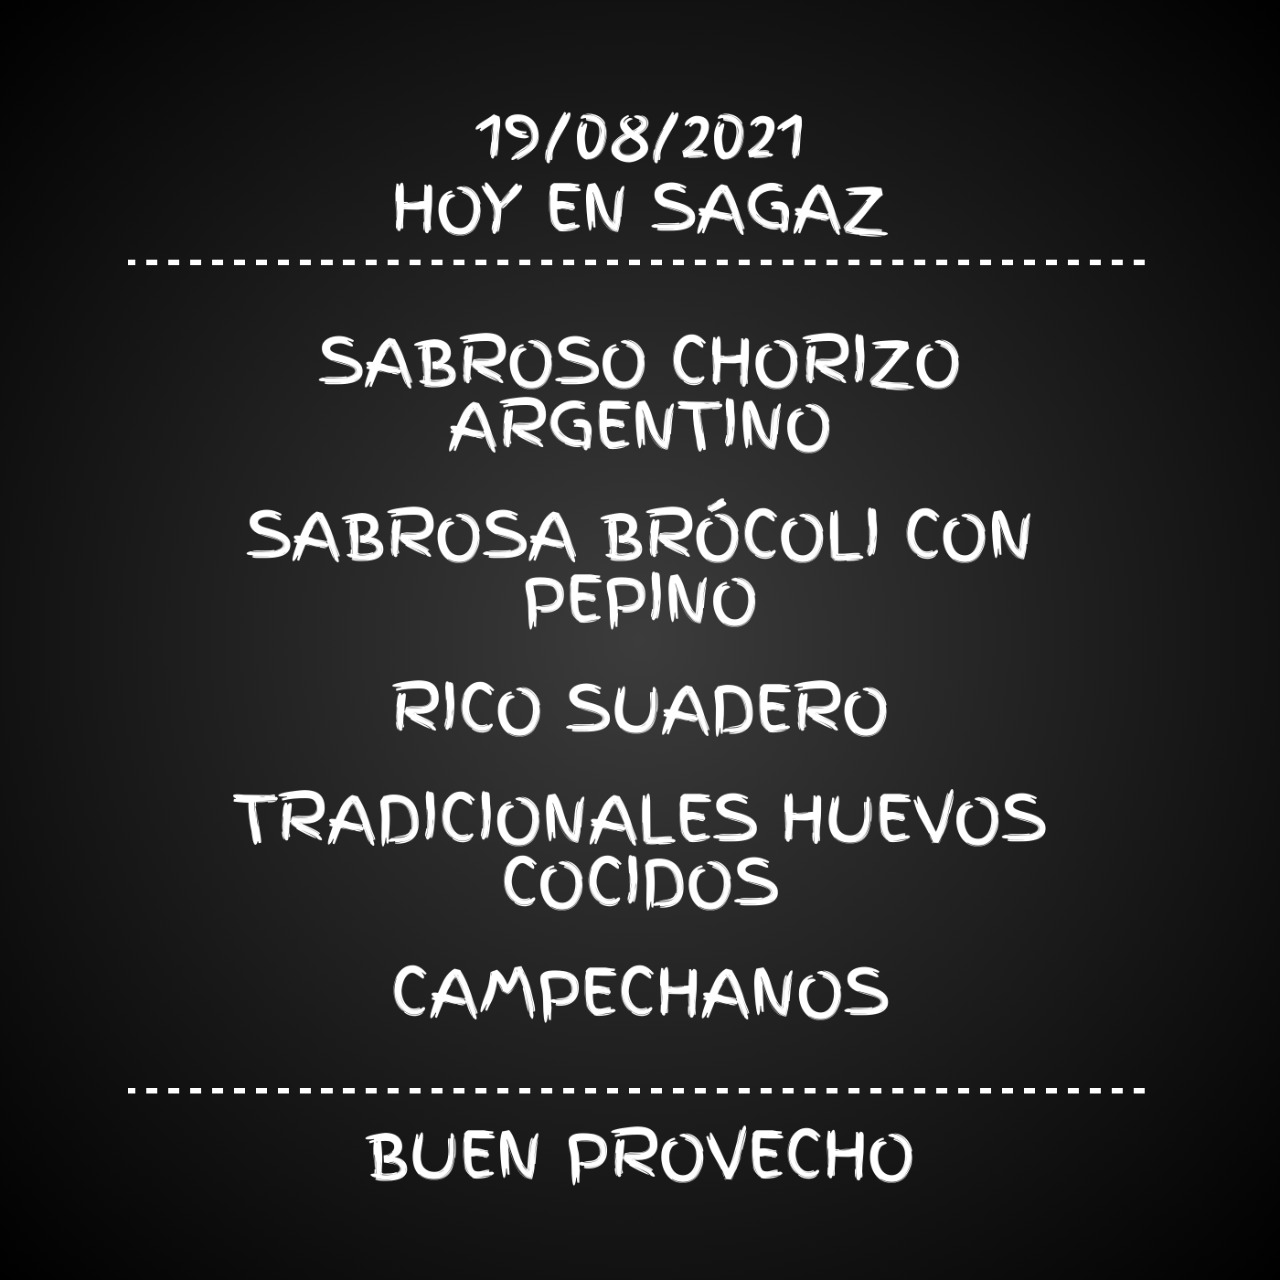 19/08/2021
HOY EN SAGAZ
SABROSO CHORIZO
ARGENTINO
SABROSA BRÓCOLI CON
PEPINO
RICO SUADERO
TRADICIONALES HUEVOS
COCIDOS
CAMPECHANOS
BUEN PROVECHO